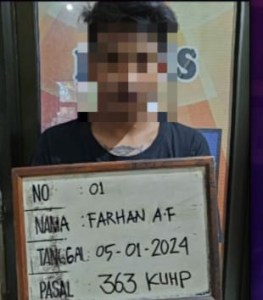 NO : 01
NAMA : FARHAN A.F
TANGGAL 05-01-2024
PASAL 363 KUHP